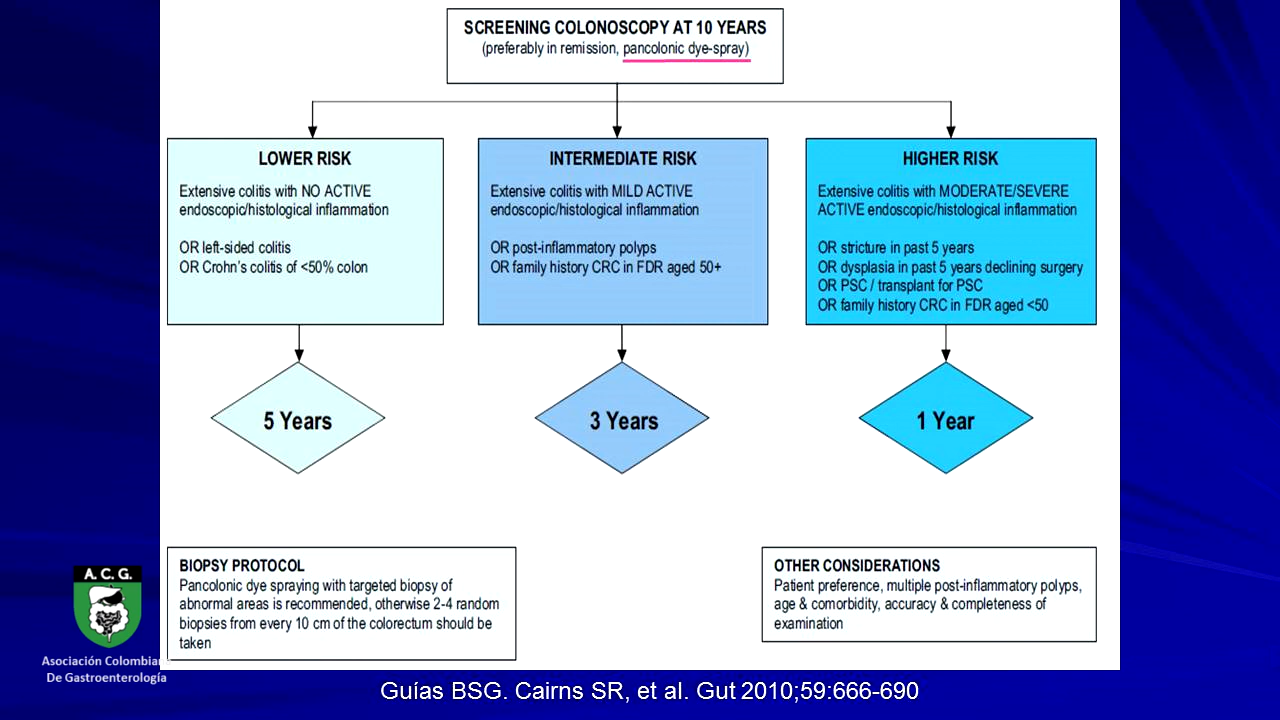 SCREENING COLONOSCOPY AT 10 YEARS
(preferably in remission, pancolonic dye-spray)
LOWER RISK
Extensive colitis with NO ACTIVE
endoscopic/histological inflammation
OR left-sided colitis
OR Crohn's colitis of <50% colon
INTERMEDIATE RISK
Extensive colitis with MILD ACTIVE
endoscopic/histological inflammation
OR post-inflammatory polyps
OR family history CRC in FDR aged 50+
HIGHER RISK
Extensive colitis with MODERATE/SEVERE
ACTIVE endoscopic/histological inflammation
OR stricture in past 5 years
OR dysplasia in past 5 years declining surgery
OR PSC / transplant for PSC
OR family history CRC in FDR aged <50
5 Years
3 Years
1 Year
BIOPSY PROTOCOL
Pancolonic dye spraying with targeted biopsy of
abnormal areas is recommended, otherwise 2-4 random
biopsies from every 10 cm of the colorectum should be
taken
OTHER CONSIDERATIONS
Patient preference, multiple post-inflammatory polyps,
age & comorbidity, accuracy & completeness of
examination
A.C.G.
Asociación Colombiana
De Gastroenterología
Guías BSG. Cairns SR, et al. Gut 2010;59:666-690